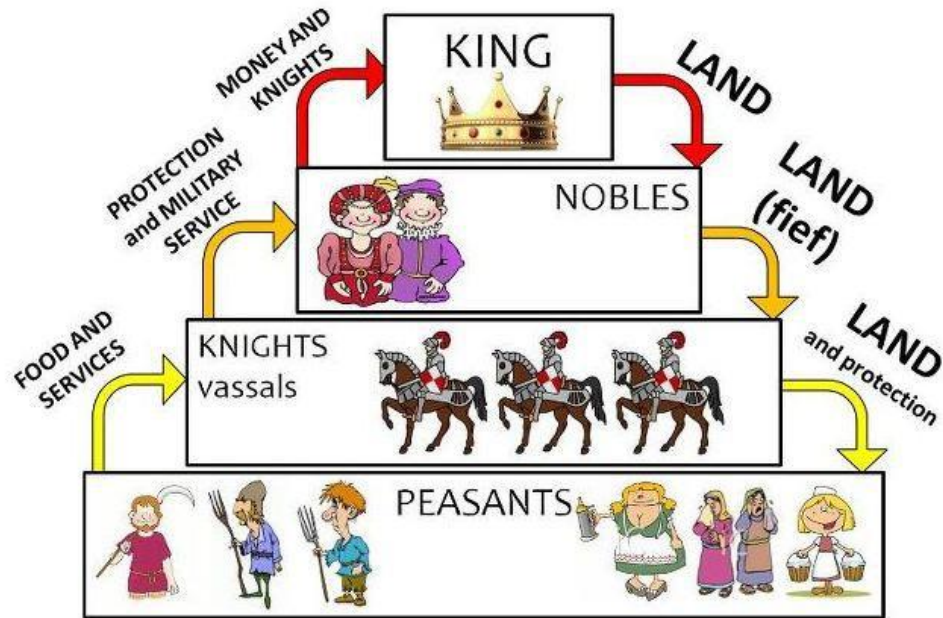 MONEY AND
KNIGHTS
KING
LAND
PROTECTION
and MILITARY
SERVICE
NOBLES
LAND
(fief)
FOOD AND
SERVICES
KNIGHTS
vassals
LAND
and protection
PEASANTS